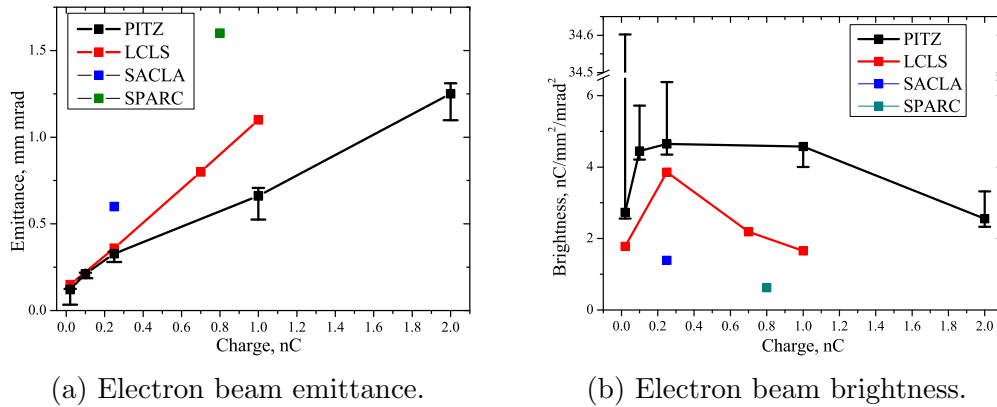 PITZ
LCLS
SACLA
SPARC
1.5
1.0
0.5
0.0
Emittance, mm mrad
0.0 0.2 0.4 0.6 0.8 1.0 1.2 1.4 1.6 1.8 2.0
Charge, nC
(a) Electron beam emittance.
PITZ
LCLS
SACLA
SPARC
34.6
34.5
6
4
2
0
Brightness, nC/mm²/mrad²
0.0 0.2 0.4 0.6 0.8 1.0 1.2 1.4 1.6 1.8 2.0
Charge, nC
(b) Electron beam brightness.